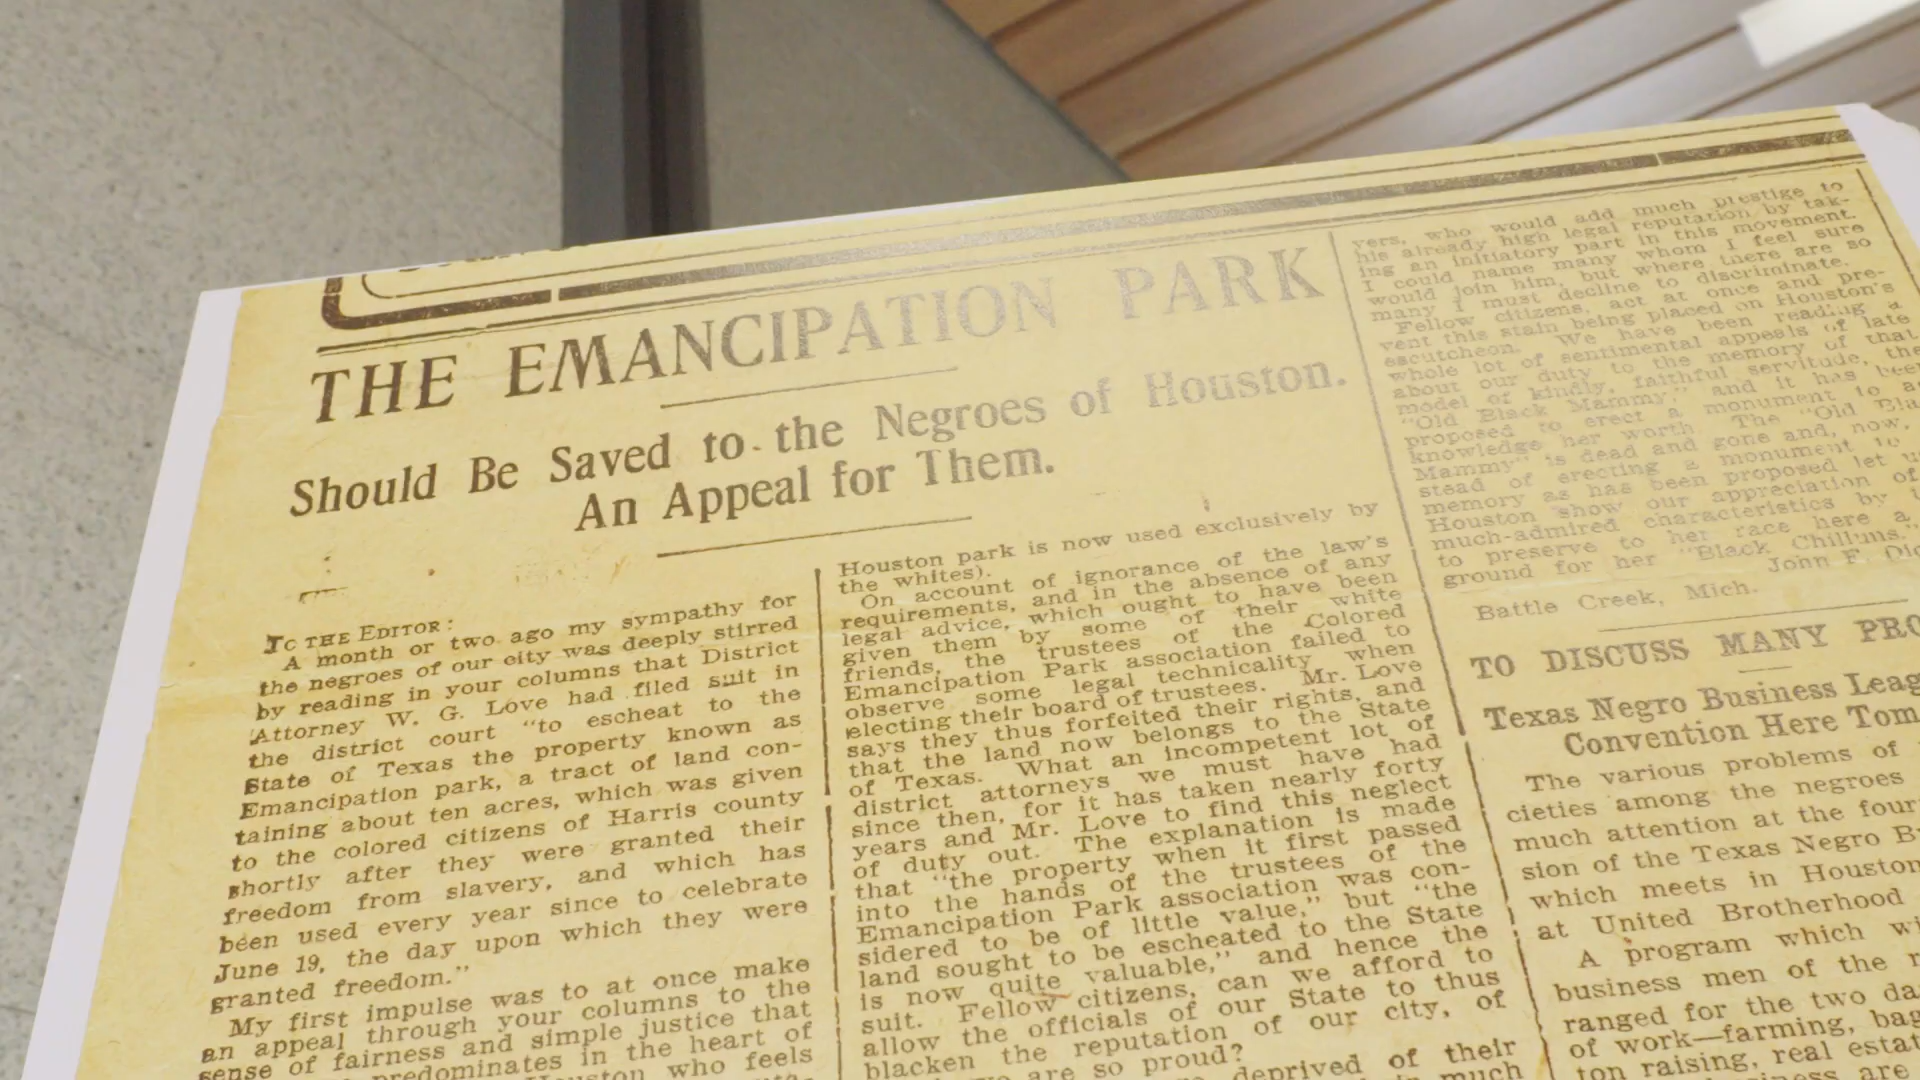 THE EMANCIPATION PARK
Should Be Saved to the Negroes of Houston.
An Appeal for Them.
To THE EDITOR:
A month or two ago my sympathy for
the negroes of our city was deeply stirred
by reading in your columns that District
Attorney W. G. Love had filed suit in
the district court "to escheat to the
State of Texas the property known as
Emancipation park, a tract of land con-
taining about ten acres, which was given
to the colored citizens of Harris county
shortly after they were granted their
freedom from slavery, and which has
been used every year since to celebrate
June 19, the day upon which they were
granted freedom."
My first impulse was to at once make
an appeal through your columns to the
sense of fairness and simple justice that
predominates in the heart of
who feels
Houston park is now used exclusively by
the whites).
On account of ignorance of the law's
requirements, and in the absence of any
legal advice, which ought to have been
given them by some of their white
friends, the trustees of the Colored
Emancipation Park association failed to
observe some legal technicality when
electing their board of trustees. Mr. Love
says they thus forfeited their rights, and
that the land now belongs to the State
of Texas. What an incompetent lot of
district attorneys we must have had
since then, for it has taken nearly forty
years and Mr. Love to find this neglect
of duty out. The explanation is made
that "the property when it first passed
into the hands of the trustees of the
Emancipation Park association was con-
sidered to be of little value," but "the
land sought to be escheated to the State
is now quite valuable," and hence the
suit. Fellow citizens, can we afford to
allow the officials of our State to thus
blacken the reputation of our city, of
are so proud?
deprived of their
much
yers, who would add much prestige to
his already high legal reputation by tak-
ing an initiatory part in this movement.
I could name many whom I feel sure
would join him, but where there are so
many I must decline to discriminate.
Fellow citizens, act at once and pre-
vent this stain being placed on Houston's
escutcheon. We have been reading a
whole lot of sentimental appeals of late
about our duty to the memory of that
model of kindly, faithful servitude, the
"Old Black Mammy," and it has been
proposed to erect a monument to
knowledge her worth. The "Old
Mammy" is dead and gone and, now,
stead of erecting a monument to
memory as has been proposed let
Houston show our appreciation of
much-admired characteristics by
to preserve to her race here a
ground for her "Black Chilluns."
John F.
Battle Creek, Mich.
TO DISCUSS MANY
Texas Negro Business
Convention Here
The various problems of
cieties among the negroes
much attention at the
sion of the Texas Negro
which meets in Houston
at United Brotherhood
A program which
business men of the
ranged for the two
of work—farming,
ton raising, real
are